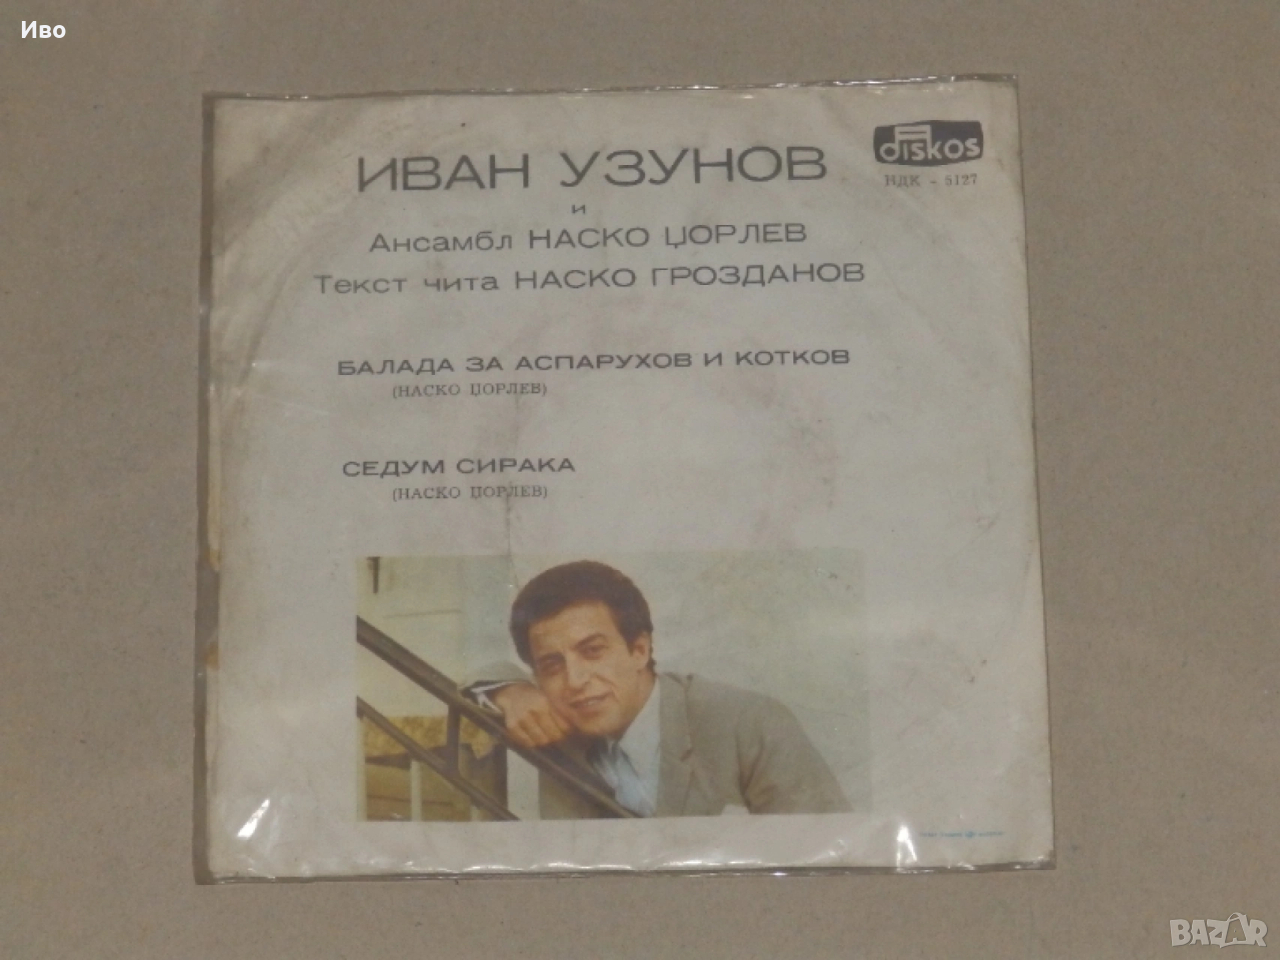 Иво
diskos
НДК - 5127
ИВАН УЗУНОВ
и
Ансамбл НАСКО ЏОРЛЕВ
Текст чита НАСКО ГРОЗДАНОВ
БАЛАДА ЗА АСПАРУХОВ И КОТКОВ
(НАСКО ЏОРЛЕВ)
СЕДУМ СИРАКА
(НАСКО ЏОРЛЕВ)
BAZAR